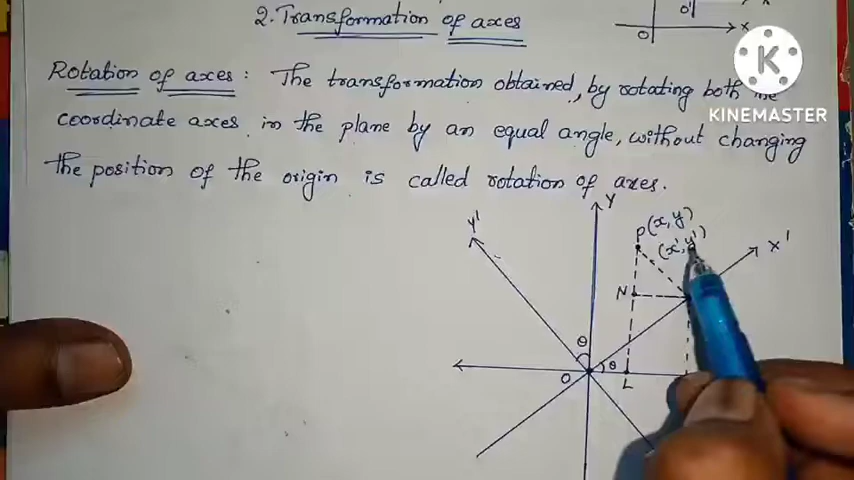 2. Transformation of axes
O'
O
X
KINEMASTER
Rotation of axes : The transformation obtained, by rotating both the
coordinate axes in the plane by an equal angle, without changing
the position of the origin is called rotation of axes.
Y
Y'
P(x,y)
(x',y')
X'
N
θ
θ
O
L